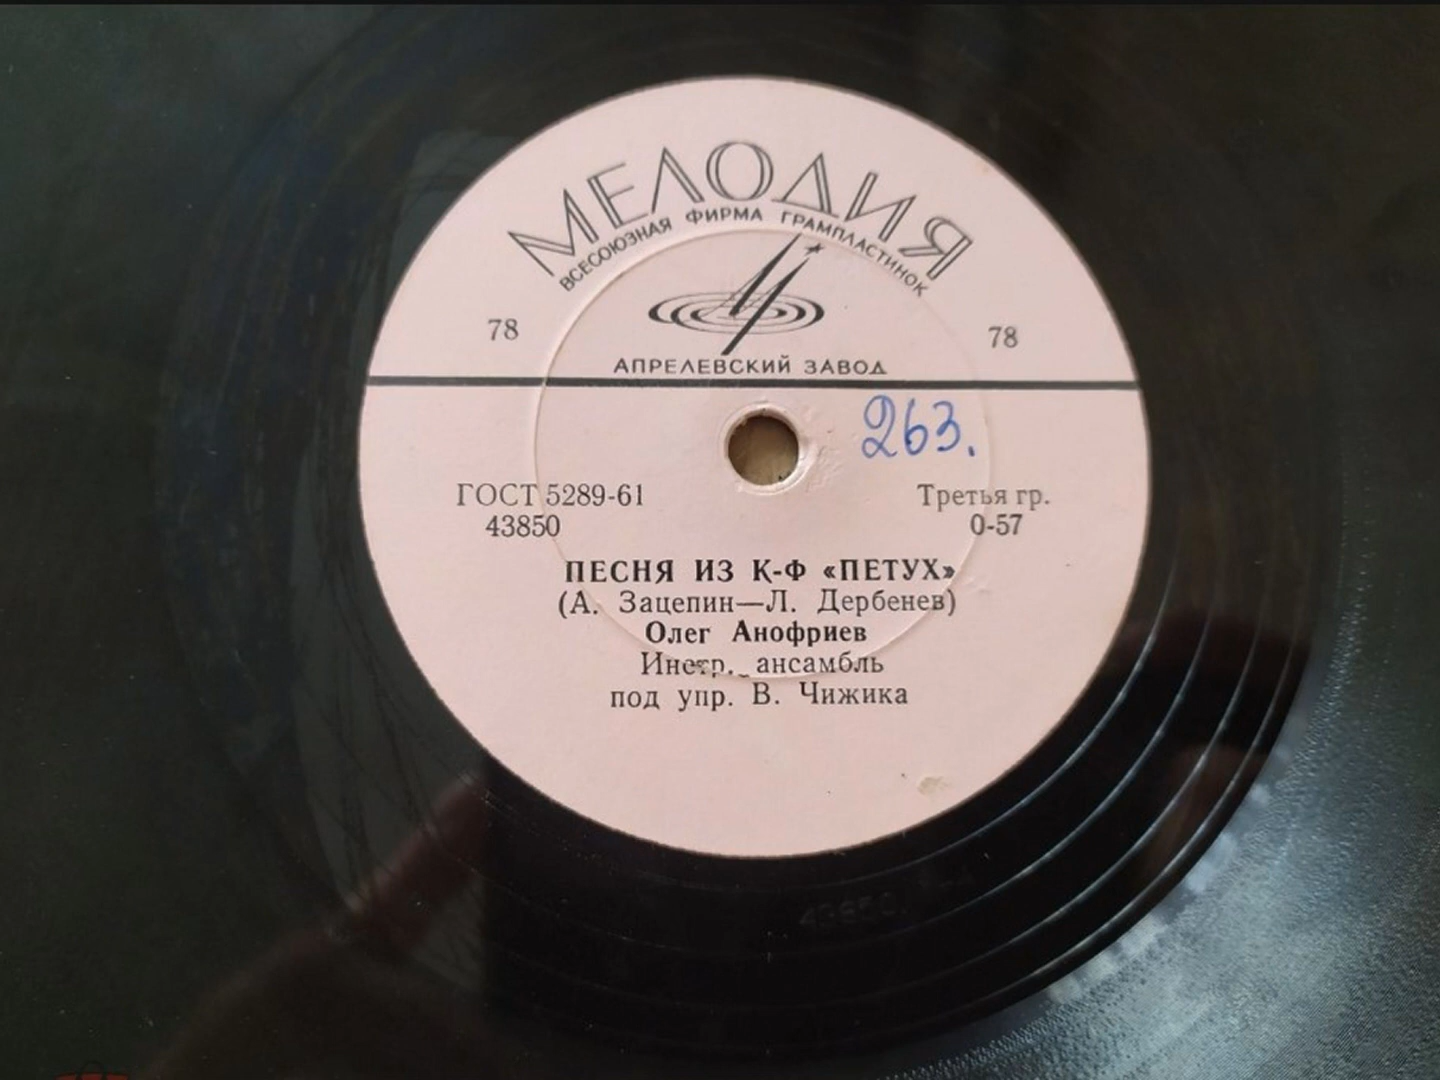 МЕЛОДИЯ
ВСЕСОЮЗНАЯ ФИРМА ГРАМПЛАСТИНОК
78 78
АПРЕЛЕВСКИЙ ЗАВОД
263.
ГОСТ 5289-61 Третья гр.
43850 0-57
ПЕСНЯ ИЗ К-Ф «ПЕТУХ»
(А. Зацепин—Л. Дербенев)
Олег Анофриев
Инстр. ансамбль
под упр. В. Чижика